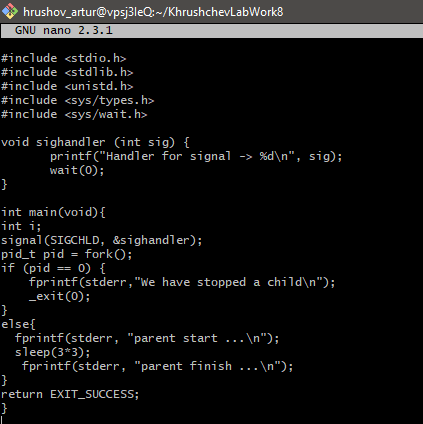 hrushov_artur@vpsj3leQ:~/KhrushchevLabWork8
GNU nano 2.3.1
#include <stdio.h>
#include <stdlib.h>
#include <unistd.h>
#include <sys/types.h>
#include <sys/wait.h>
void sighandler (int sig) {
printf("Handler for signal -> %d\n", sig);
wait(0);
}
int main(void){
int i;
signal(SIGCHLD, &sighandler);
pid_t pid = fork();
if (pid == 0) {
fprintf(stderr,"We have stopped a child\n");
_exit(0);
}
else{
fprintf(stderr, "parent start ...\n");
sleep(3*3);
fprintf(stderr, "parent finish ...\n");
}
return EXIT_SUCCESS;
}